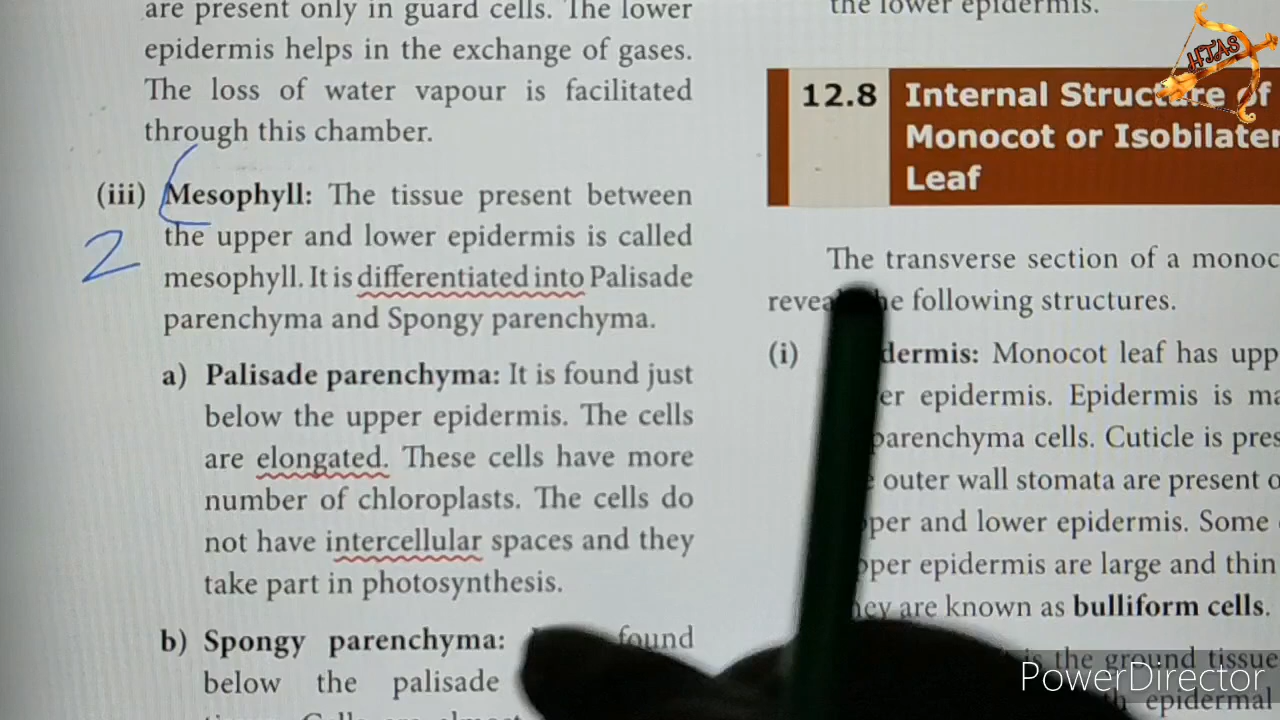 are present only in guard cells. The lower
epidermis helps in the exchange of gases.
The loss of water vapour is facilitated
through this chamber.
(iii) Mesophyll: The tissue present between
2
the upper and lower epidermis is called
mesophyll. It is differentiated into Palisade
parenchyma and Spongy parenchyma.
a) Palisade parenchyma: It is found just
below the upper epidermis. The cells
are elongated. These cells have more
number of chloroplasts. The cells do
not have intercellular spaces and they
take part in photosynthesis.
b) Spongy parenchyma: found
below the palisade
the lower epidermis.
12.8 Internal Structure of
Monocot or Isobilater
Leaf
The transverse section of a monoc
revea he following structures.
(i) dermis: Monocot leaf has upp
er epidermis. Epidermis is ma
parenchyma cells. Cuticle is pres
outer wall stomata are present o
per and lower epidermis. Some
pper epidermis are large and thin
hey are known as bulliform cells.
is the ground tissue
epidermal
HTAS
PowerDirector